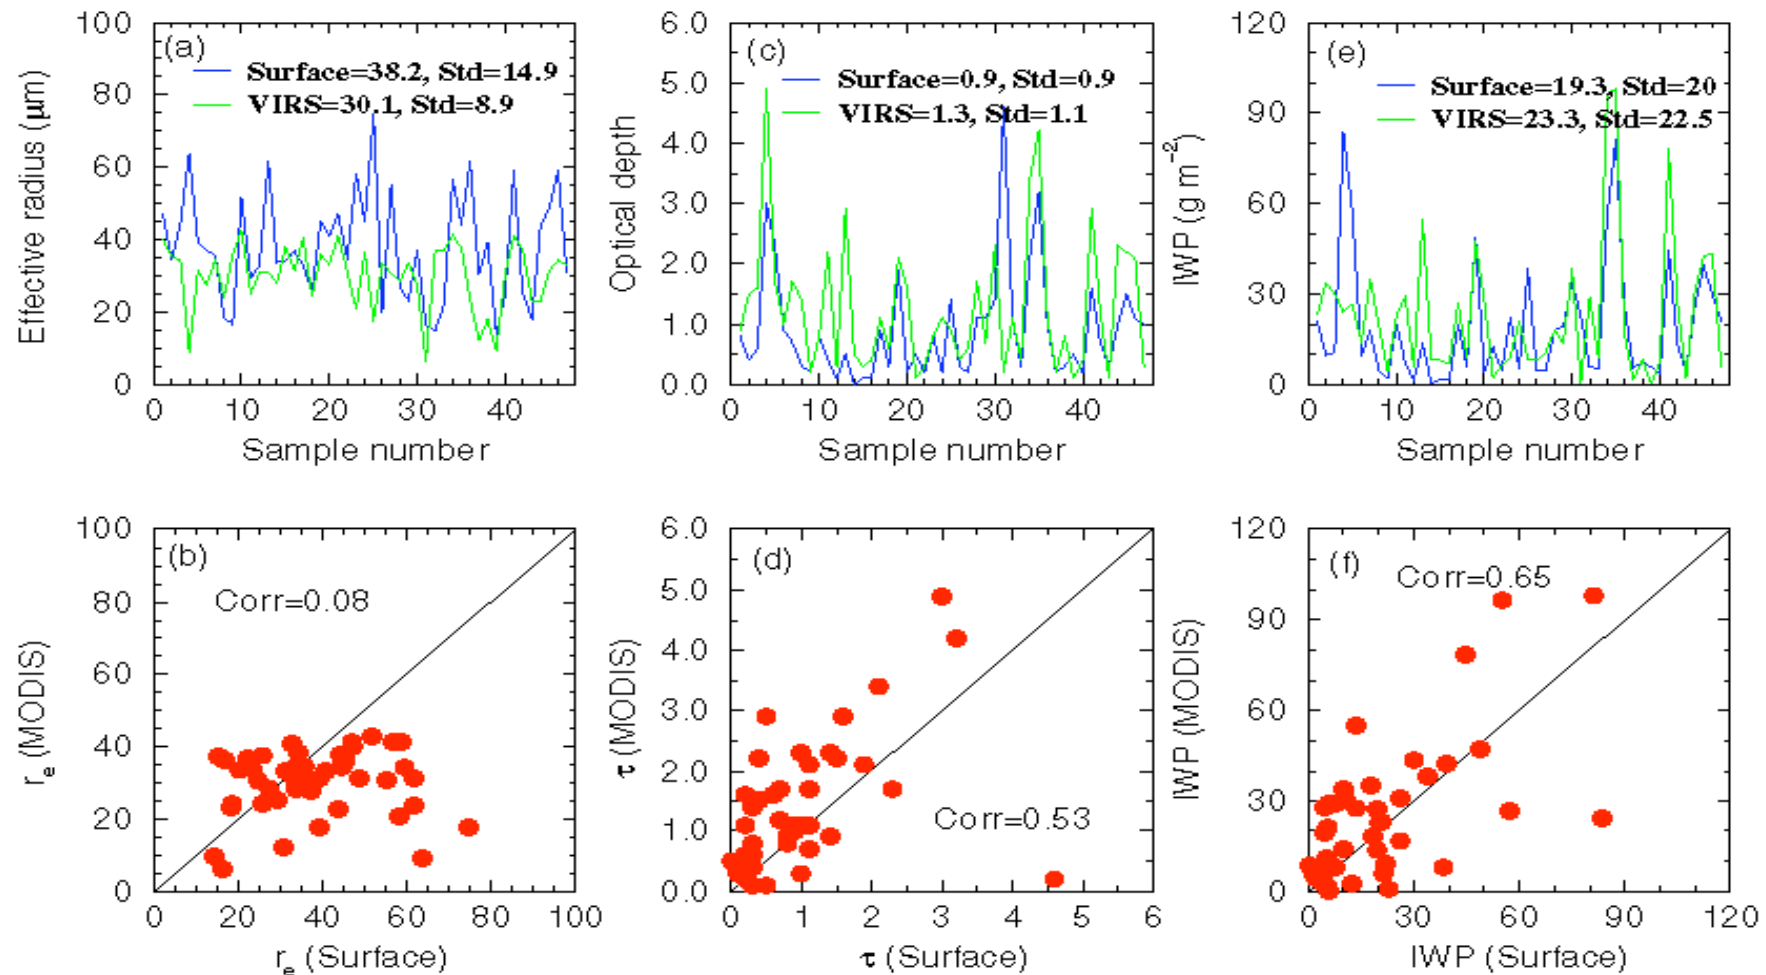 (a)
Surface=38.2, Std=14.9
VIRS=30.1, Std=8.9
Effective radius (μm)
100
80
60
40
20
0
0 10 20 30 40
Sample number
(c)
Surface=0.9, Std=0.9
VIRS=1.3, Std=1.1
Optical depth
6.0
5.0
4.0
3.0
2.0
1.0
0.0
0 10 20 30 40
Sample number
(e)
Surface=19.3, Std=20
VIRS=23.3, Std=22.5
IWP (g m⁻²)
120
90
60
30
0
0 10 20 30 40
Sample number
(b)
Corr=0.08
rₑ (MODIS)
100
80
60
40
20
0
0 20 40 60 80 100
rₑ (Surface)
(d)
Corr=0.53
τ (MODIS)
6.0
5.0
4.0
3.0
2.0
1.0
0.0
0 1 2 3 4 5 6
τ (Surface)
(f)
Corr=0.65
IWP (MODIS)
120
90
60
30
0
0 30 60 90 120
IWP (Surface)